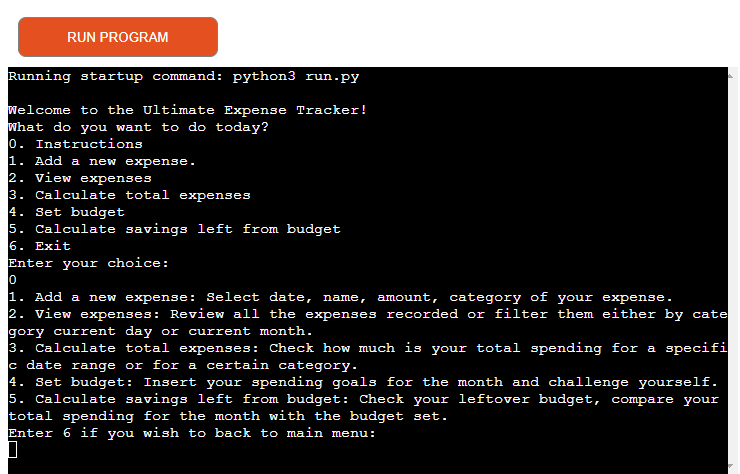 RUN PROGRAM
Running startup command: python3 run.py
Welcome to the Ultimate Expense Tracker!
What do you want to do today?
0. Instructions
1. Add a new expense.
2. View expenses
3. Calculate total expenses
4. Set budget
5. Calculate savings left from budget
6. Exit
Enter your choice:
0
1. Add a new expense: Select date, name, amount, category of your expense.
2. View expenses: Review all the expenses recorded or filter them either by cate
gory current day or current month.
3. Calculate total expenses: Check how much is your total spending for a specifi
c date range or for a certain category.
4. Set budget: Insert your spending goals for the month and challenge yourself.
5. Calculate savings left from budget: Check your leftover budget, compare your
total spending for the month with the budget set.
Enter 6 if you wish to back to main menu: